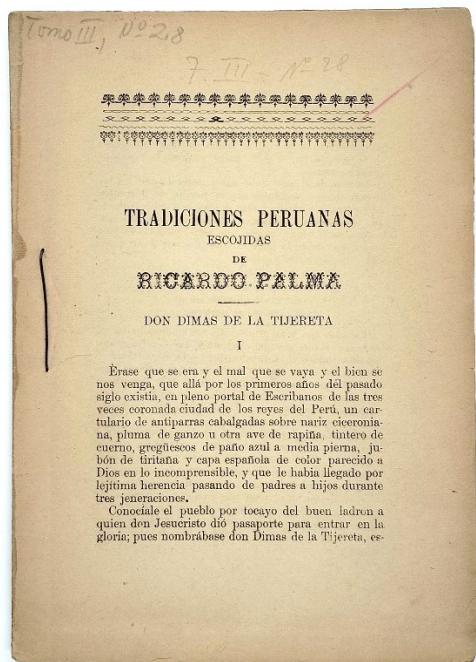 Tomo III, Nº 28
7. III - Nº 28
TRADICIONES PERUANAS
ESCOJIDAS
DE
RICARDO PALMA
DON DIMAS DE LA TIJERETA
I
Érase que se era y el mal que se vaya y el bien se
nos venga, que allá por los primeros años del pasado
siglo existia, en pleno portal de Escribanos de las tres
veces coronada ciudad de los reyes del Perú, un car-
tulario de antiparras cabalgadas sobre nariz ciceronia-
na, pluma de ganzo u otra ave de rapiña, tintero de
cuerno, gregüescos de paño azul a media pierna, ju-
bón de tiritaña y capa española de color parecido a
Dios en lo incomprensible, y que le habia llegado por
lejítima herencia pasando de padres a hijos durante
tres jeneraciones.
Conocíale el pueblo por tocayo del buen ladron a
quien don Jesucristo dió pasaporte para entrar en la
gloria; pues nombrábase don Dimas de la Tijereta, es-